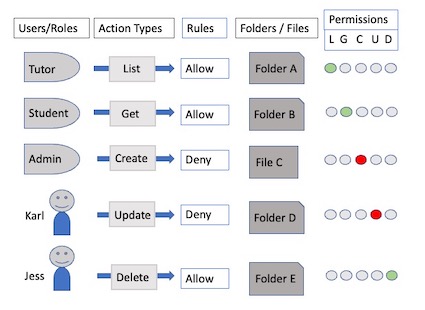 Users/Roles Action Types Rules Folders / Files Permissions
L G C U D
Tutor List Allow Folder A
Student Get Allow Folder B
Admin Create Deny File C
Karl Update Deny Folder D
Jess Delete Allow Folder E